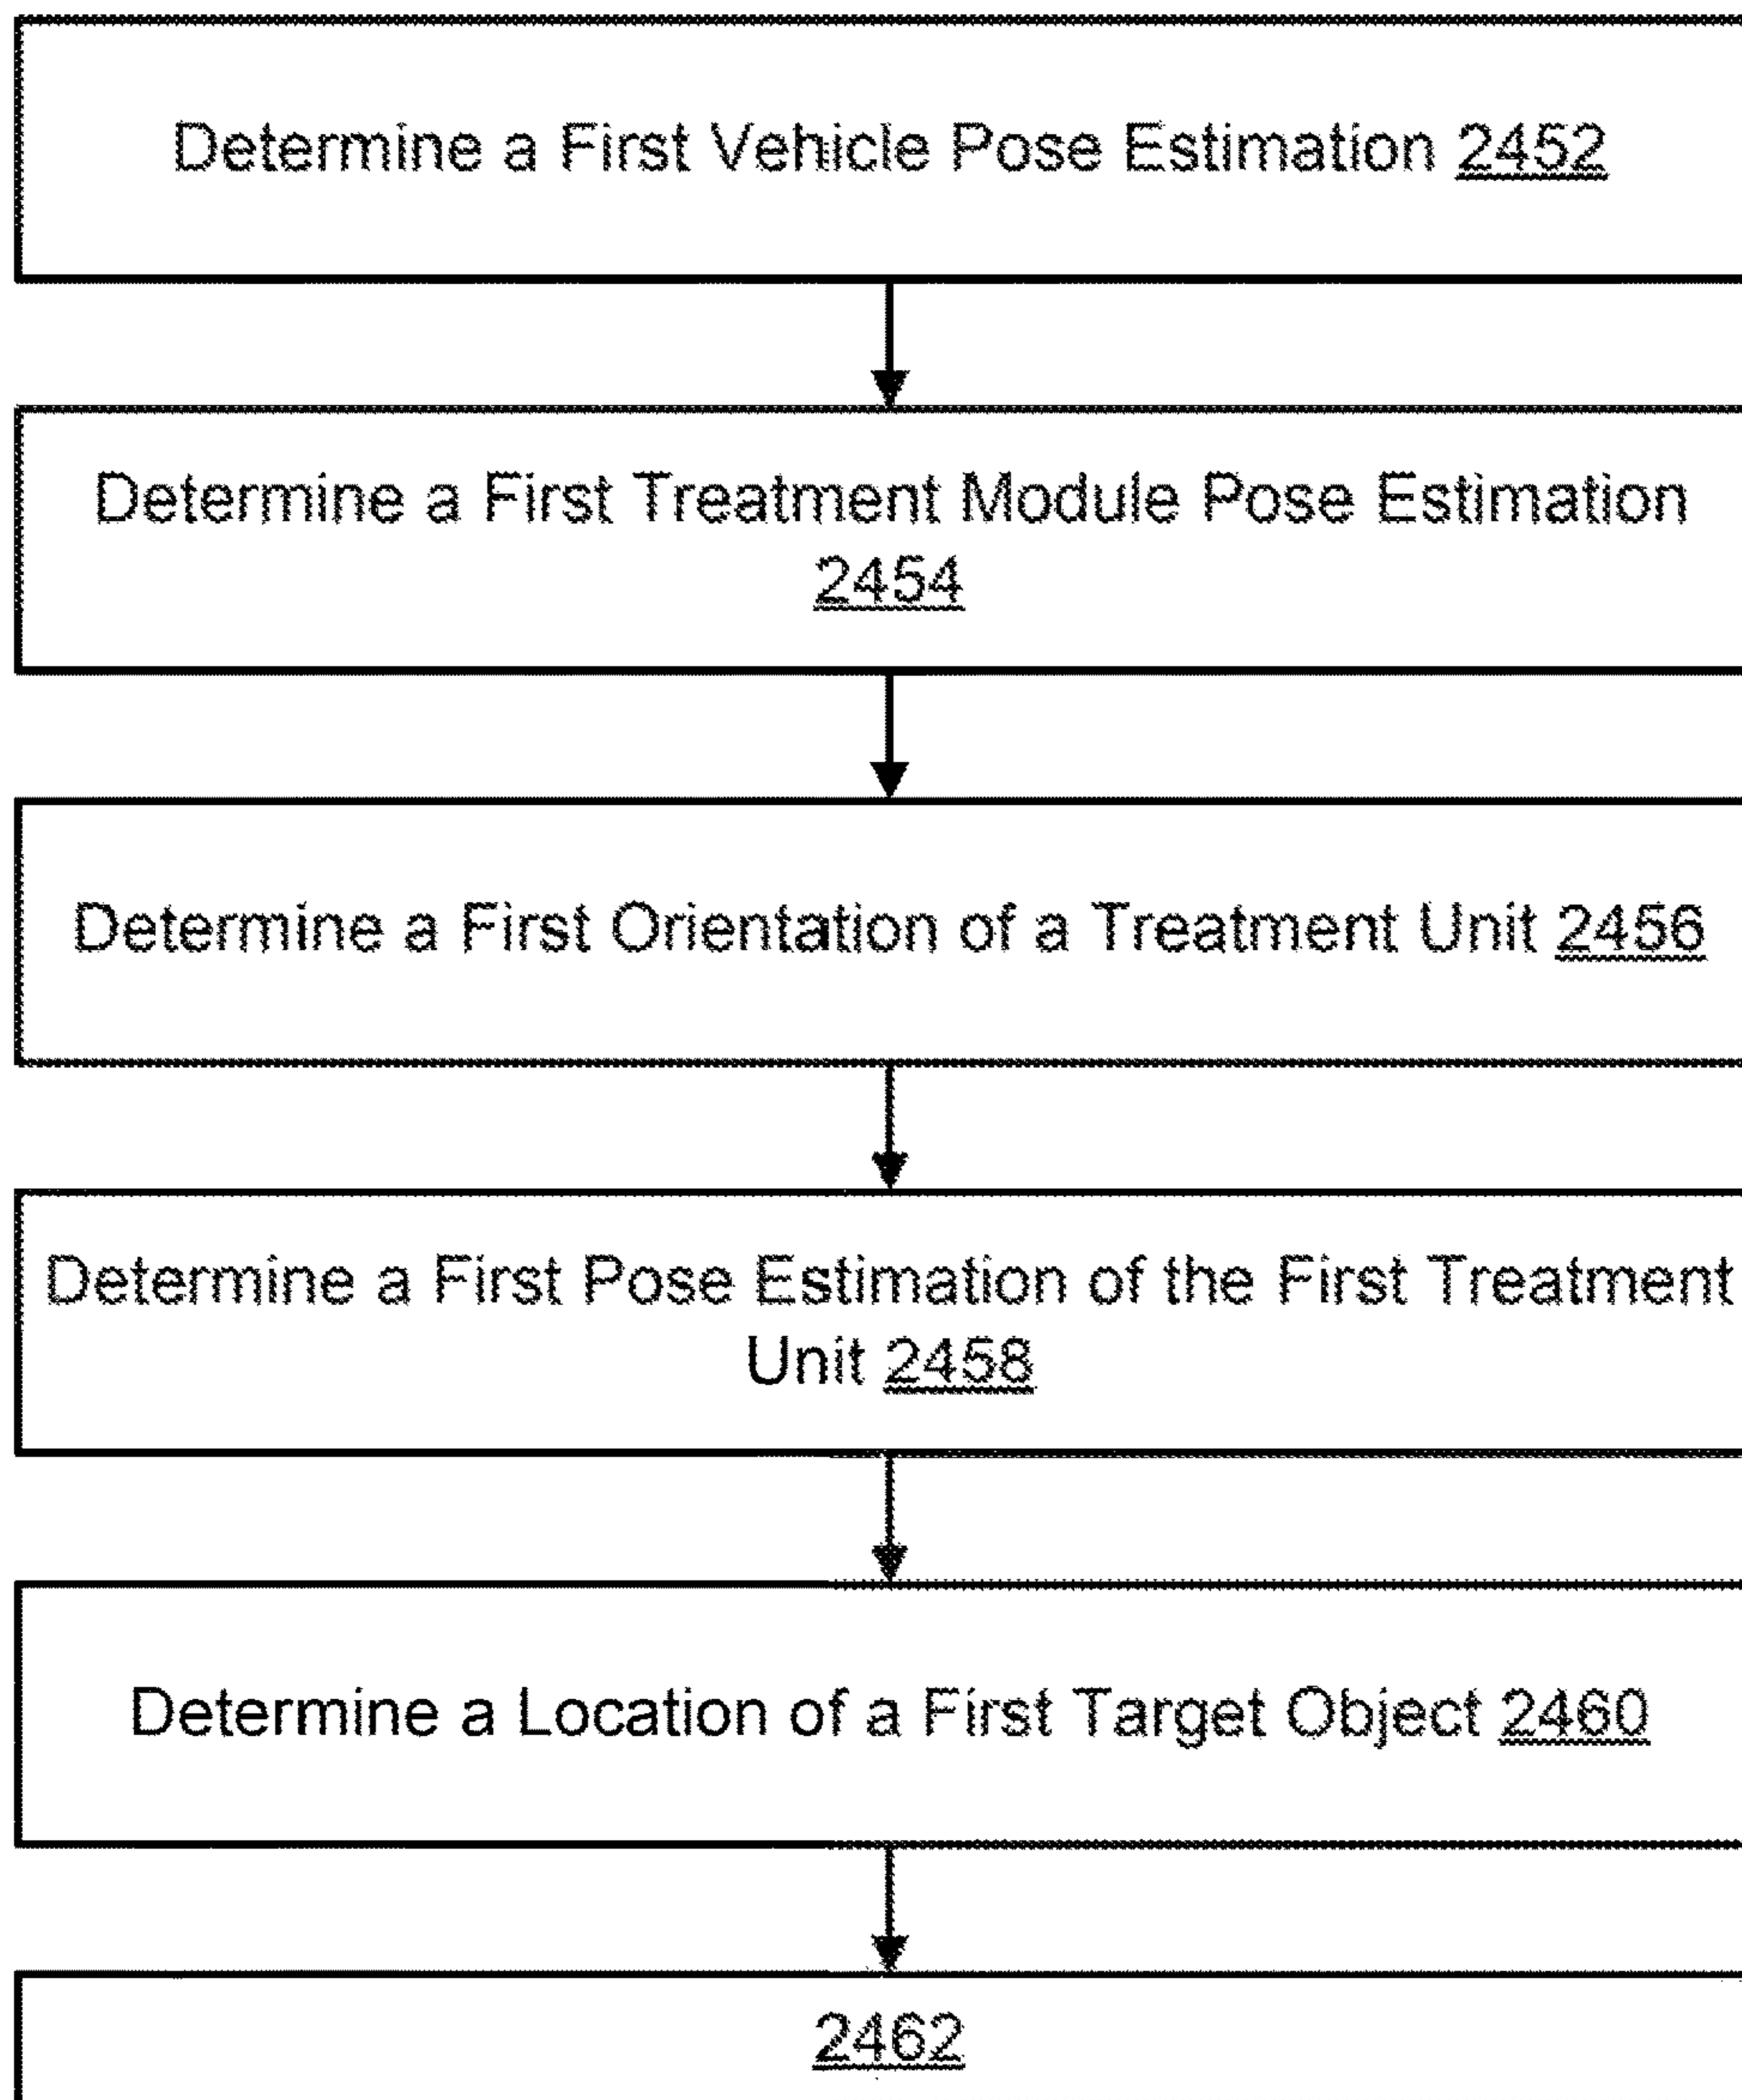 Determine a First Vehicle Pose Estimation 2452
Determine a First Treatment Module Pose Estimation
2454
Determine a First Orientation of a Treatment Unit 2456
Determine a First Pose Estimation of the First Treatment
Unit 2458
Determine a Location of a First Target Object 2460
2462